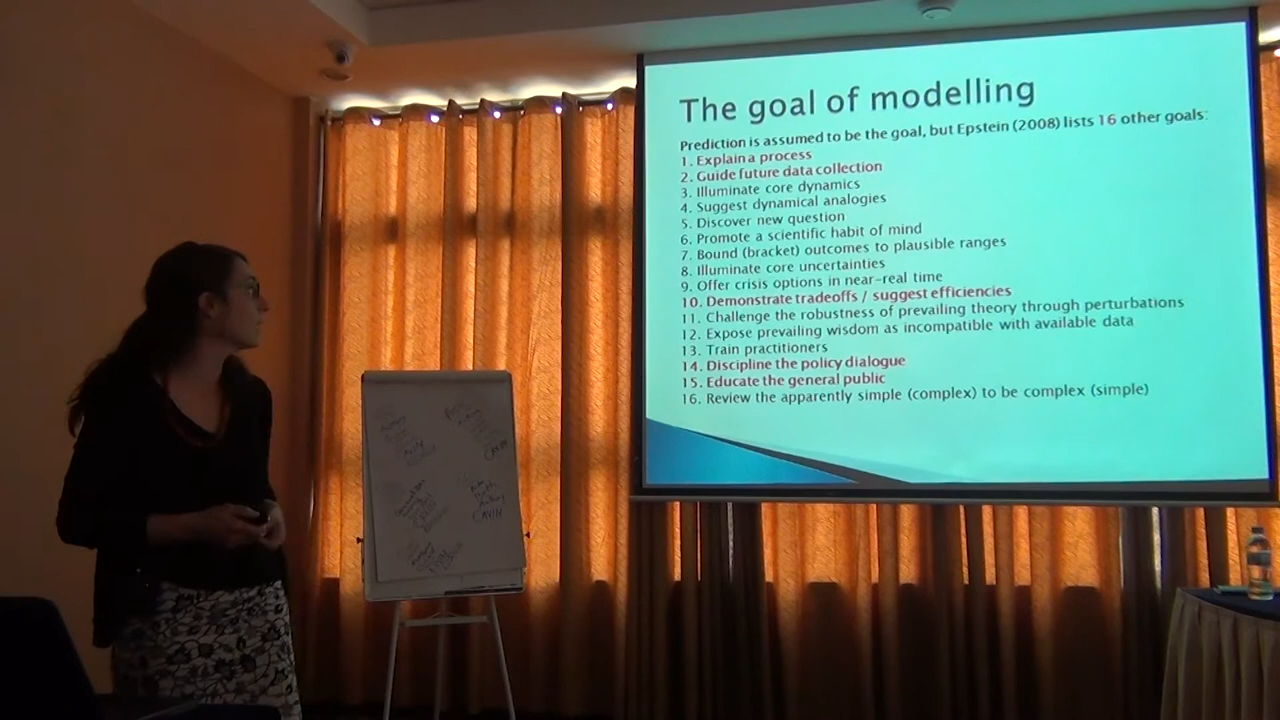 The goal of modelling
Prediction is assumed to be the goal, but Epstein (2008) lists 16 other goals:
1. Explain a process
2. Guide future data collection
3. Illuminate core dynamics
4. Suggest dynamical analogies
5. Discover new question
6. Promote a scientific habit of mind
7. Bound (bracket) outcomes to plausible ranges
8. Illuminate core uncertainties
9. Offer crisis options in near-real time
10. Demonstrate tradeoffs / suggest efficiencies
11. Challenge the robustness of prevailing theory through perturbations
12. Expose prevailing wisdom as incompatible with available data
13. Train practitioners
14. Discipline the policy dialogue
15. Educate the general public
16. Review the apparently simple (complex) to be complex (simple)
GAVIN